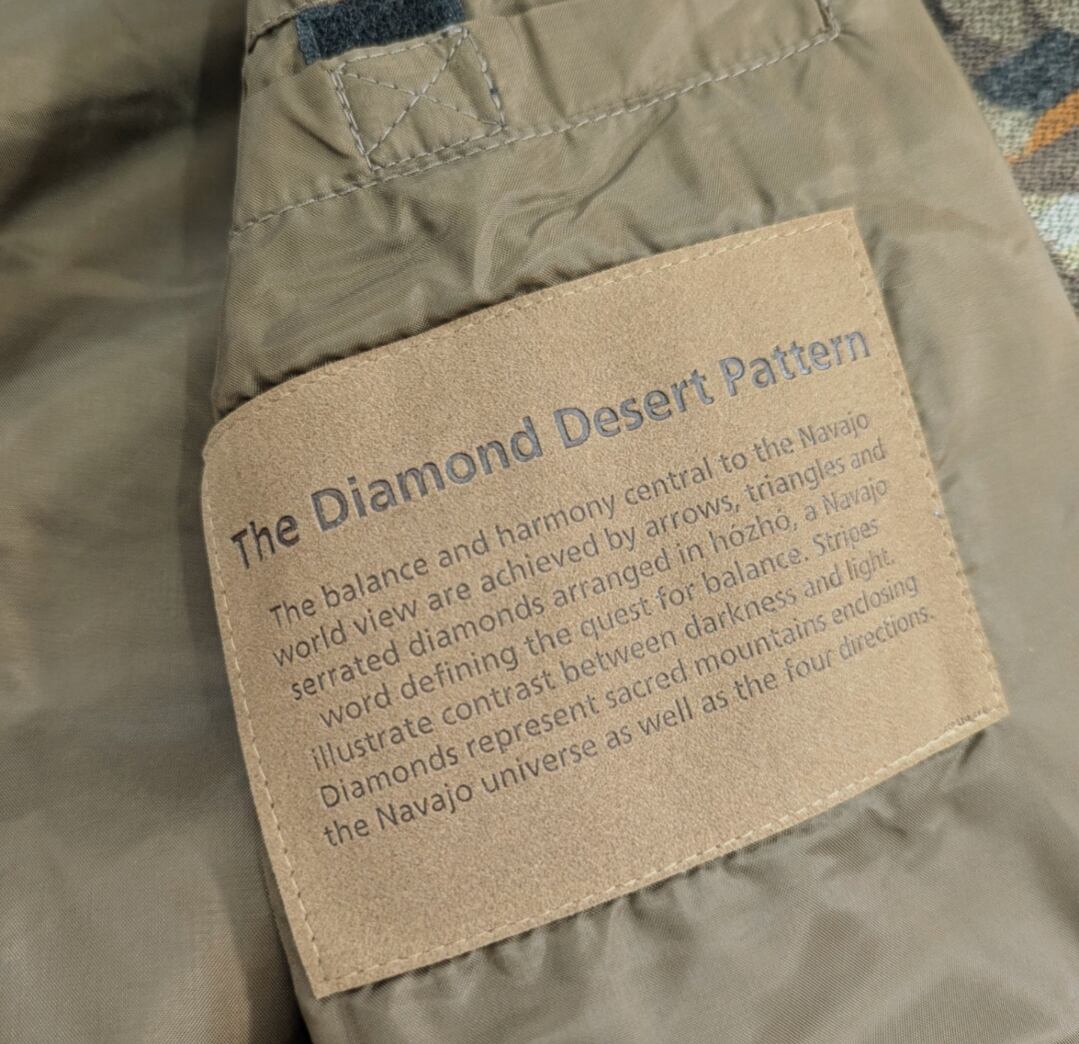 The Diamond Desert Pattern
The balance and harmony central to the Navajo
world view are achieved by arrows, triangles and
serrated diamonds arranged in hózhó, a Navajo
word defining the quest for balance. Stripes
illustrate contrast between darkness and light.
Diamonds represent sacred mountains enclosing
the Navajo universe as well as the four directions.